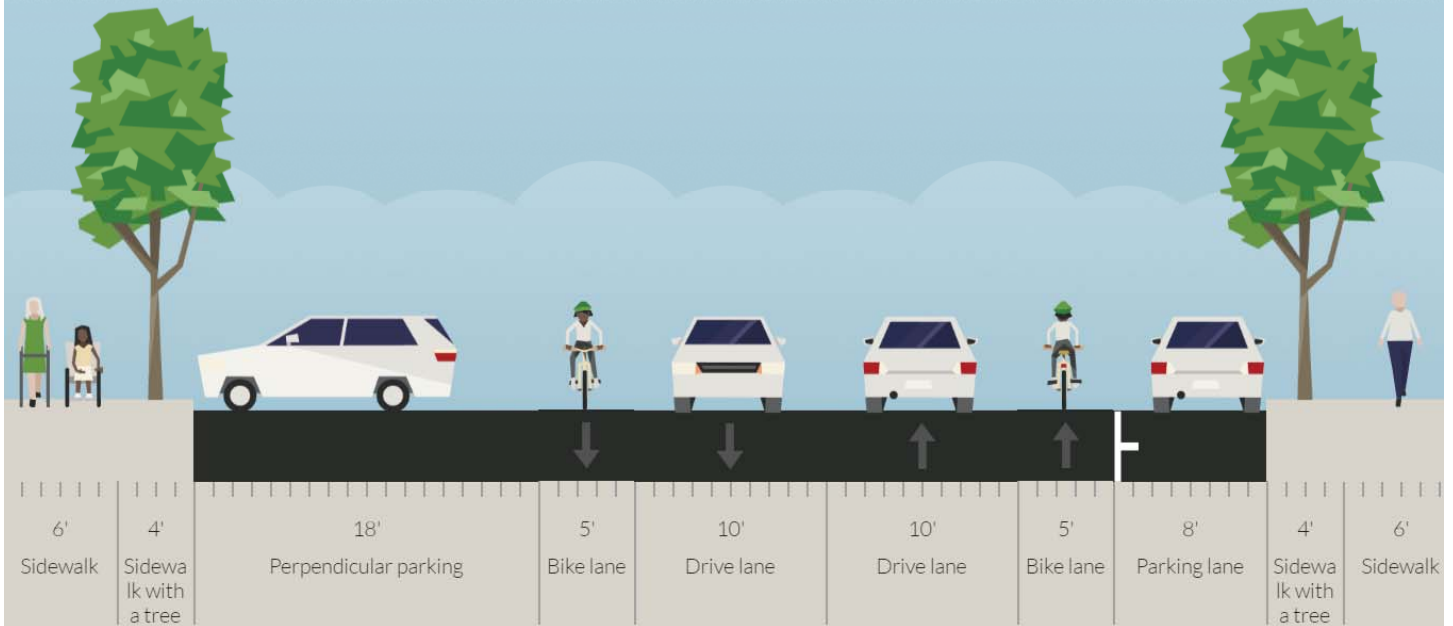 6' 4' 18' 5' 10' 10' 5' 8' 4' 6'
Sidewalk Sidewa Perpendicular parking Bike lane Drive lane Drive lane Bike lane Parking lane Sidewa Sidewalk
lk with lk with
a tree a tree